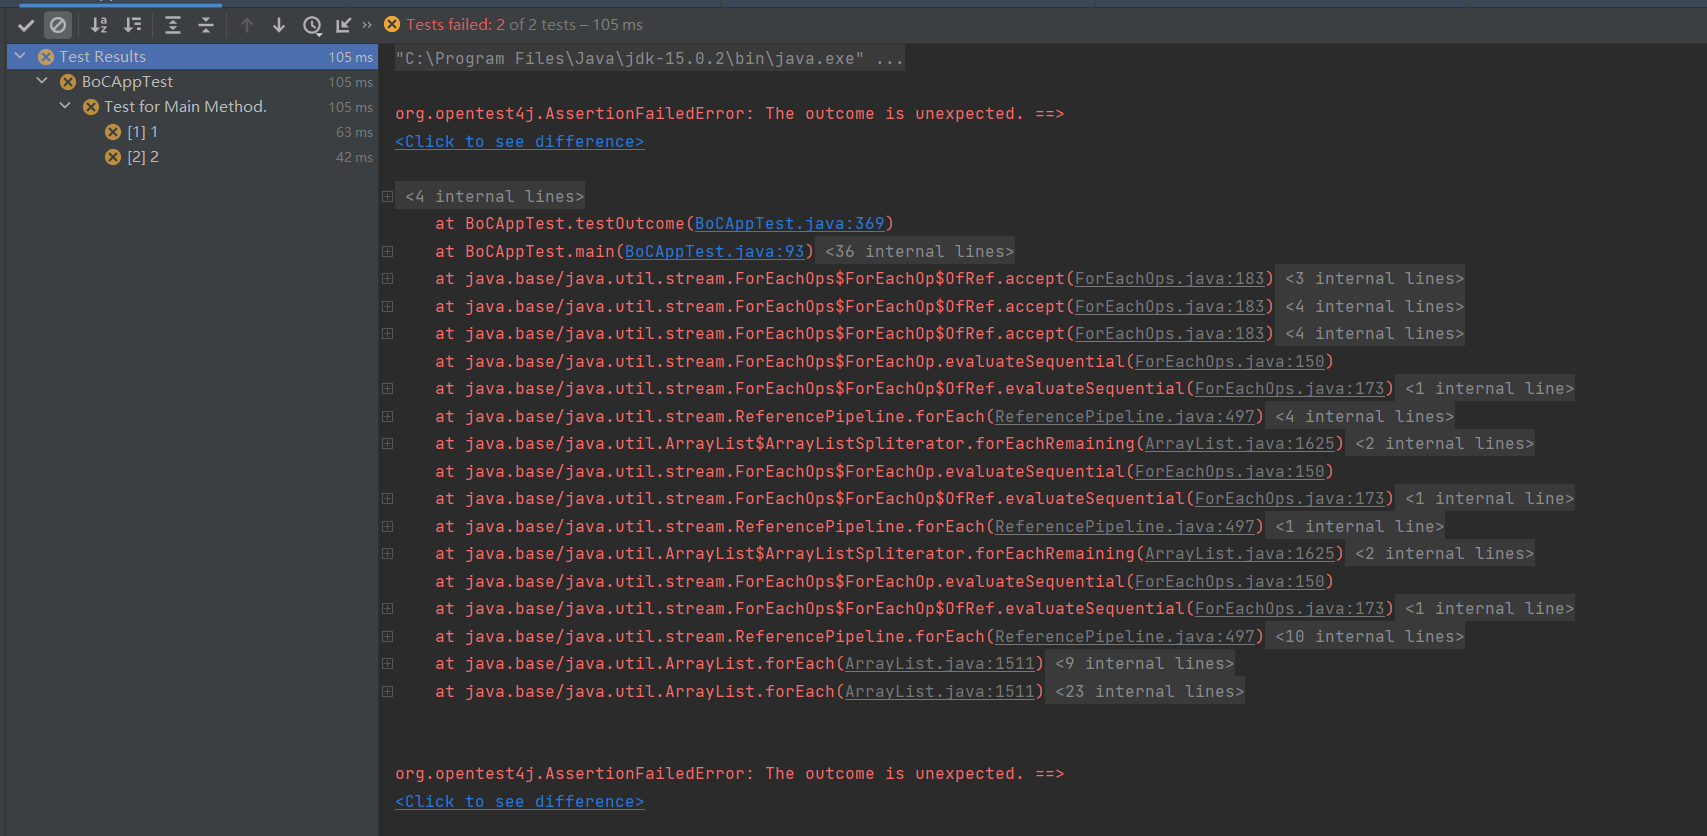 Tests failed: 2 of 2 tests – 105 ms
Test Results 105 ms
BoCAppTest 105 ms
Test for Main Method. 105 ms
[1] 1 63 ms
[2] 2 42 ms
"C:\Program Files\Java\jdk-15.0.2\bin\java.exe" ...
org.opentest4j.AssertionFailedError: The outcome is unexpected. ==>
<Click to see difference>
<4 internal lines>
at BoCAppTest.testOutcome(BoCAppTest.java:369)
at BoCAppTest.main(BoCAppTest.java:93) <36 internal lines>
at java.base/java.util.stream.ForEachOps$ForEachOp$OfRef.accept(ForEachOps.java:183) <3 internal lines>
at java.base/java.util.stream.ForEachOps$ForEachOp$OfRef.accept(ForEachOps.java:183) <4 internal lines>
at java.base/java.util.stream.ForEachOps$ForEachOp$OfRef.accept(ForEachOps.java:183) <4 internal lines>
at java.base/java.util.stream.ForEachOps$ForEachOp.evaluateSequential(ForEachOps.java:150)
at java.base/java.util.stream.ForEachOps$ForEachOp$OfRef.evaluateSequential(ForEachOps.java:173) <1 internal line>
at java.base/java.util.stream.ReferencePipeline.forEach(ReferencePipeline.java:497) <4 internal lines>
at java.base/java.util.ArrayList$ArrayListSpliterator.forEachRemaining(ArrayList.java:1625) <2 internal lines>
at java.base/java.util.stream.ForEachOps$ForEachOp.evaluateSequential(ForEachOps.java:150)
at java.base/java.util.stream.ForEachOps$ForEachOp$OfRef.evaluateSequential(ForEachOps.java:173) <1 internal line>
at java.base/java.util.stream.ReferencePipeline.forEach(ReferencePipeline.java:497) <1 internal line>
at java.base/java.util.ArrayList$ArrayListSpliterator.forEachRemaining(ArrayList.java:1625) <2 internal lines>
at java.base/java.util.stream.ForEachOps$ForEachOp.evaluateSequential(ForEachOps.java:150)
at java.base/java.util.stream.ForEachOps$ForEachOp$OfRef.evaluateSequential(ForEachOps.java:173) <1 internal line>
at java.base/java.util.stream.ReferencePipeline.forEach(ReferencePipeline.java:497) <10 internal lines>
at java.base/java.util.ArrayList.forEach(ArrayList.java:1511) <9 internal lines>
at java.base/java.util.ArrayList.forEach(ArrayList.java:1511) <23 internal lines>
org.opentest4j.AssertionFailedError: The outcome is unexpected. ==>
<Click to see difference>